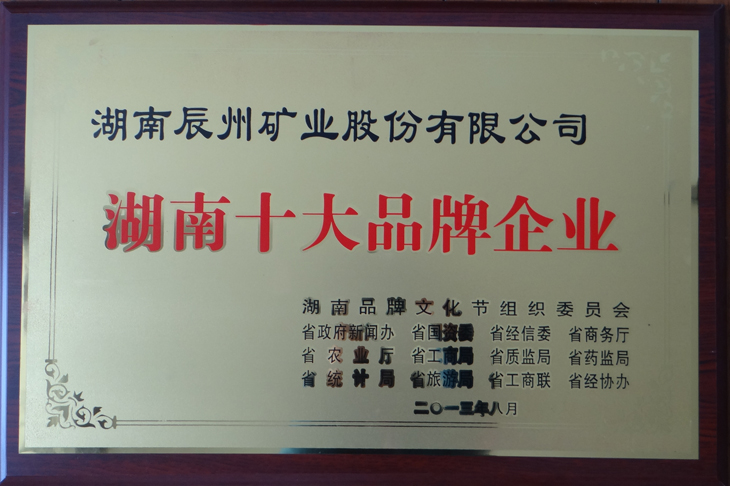 湖南辰州矿业股份有限公司
湖南十大品牌企业
湖南品牌文化节组织委员会
省政府新闻办 省国资委 省经信委 省商务厅
省农业厅 省工商局 省质监局 省药监局
省统计局 省旅游局 省工商联 省经协办
二〇一三年八月